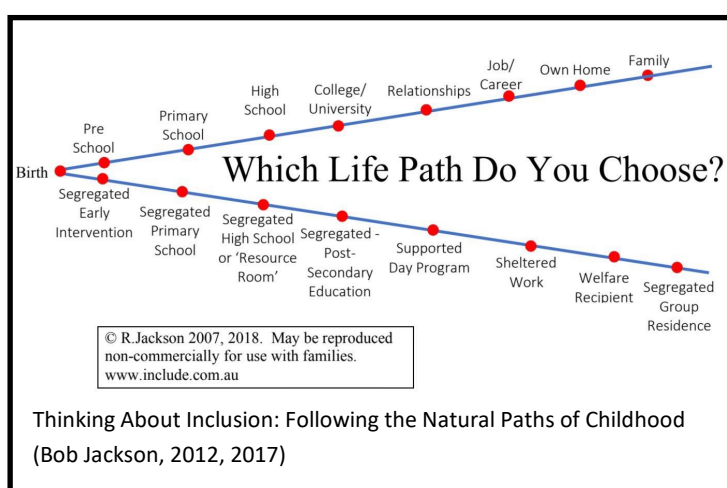 Birth
Pre
School
Primary
School
High
School
College/
University
Relationships
Job/
Career
Own Home
Family
Which Life Path Do You Choose?
Segregated
Early
Intervention
Segregated
Primary
School
Segregated
High School
or ‘Resource
Room’
Segregated -
Post-
Secondary
Education
Supported
Day Program
Sheltered
Work
Welfare
Recipient
Segregated
Group
Residence
© R.Jackson 2007, 2018.  May be reproduced
non-commercially for use with families.
www.include.com.au
Thinking About Inclusion: Following the Natural Paths of Childhood
(Bob Jackson, 2012, 2017)